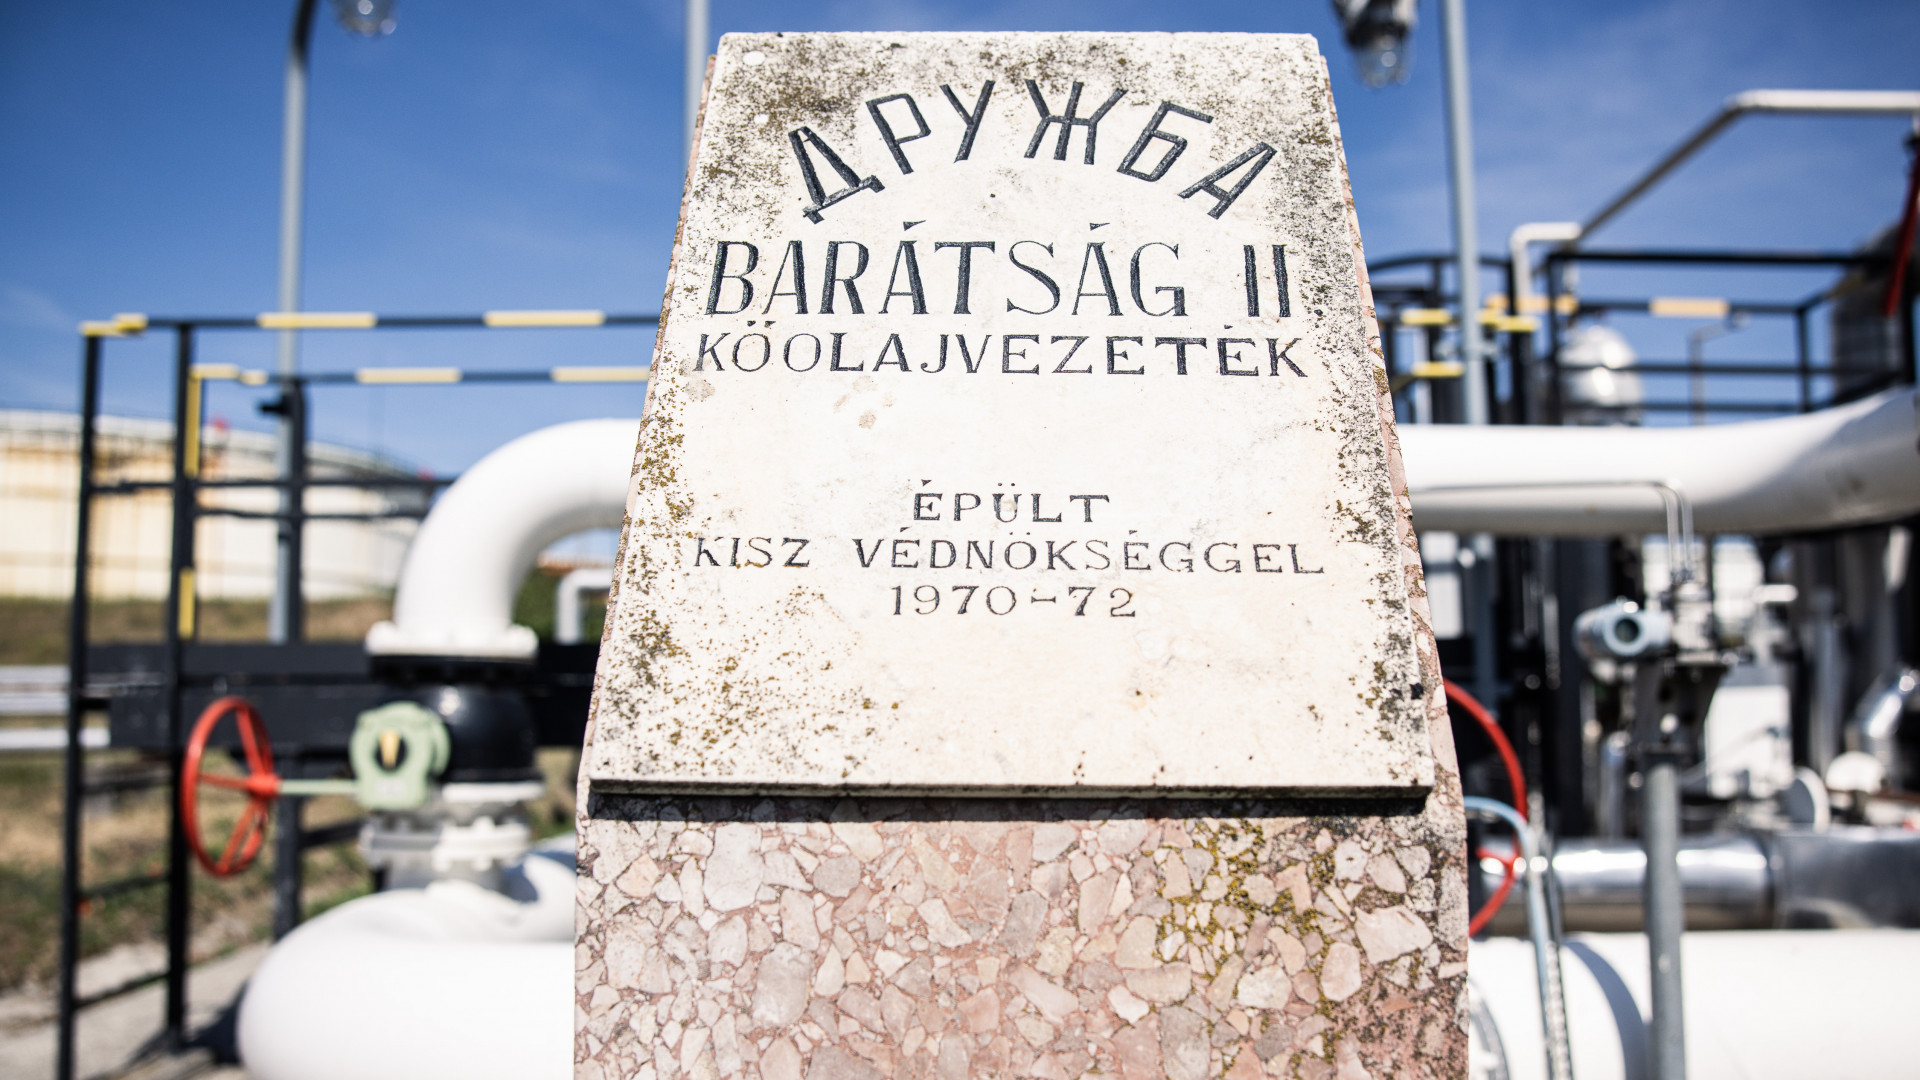 ДРУЖБА
BARÁTSÁG II.
KŐOLAJVEZETÉK
ÉPÜLT
KISZ VÉDNÖKSÉGGEL
1970-72